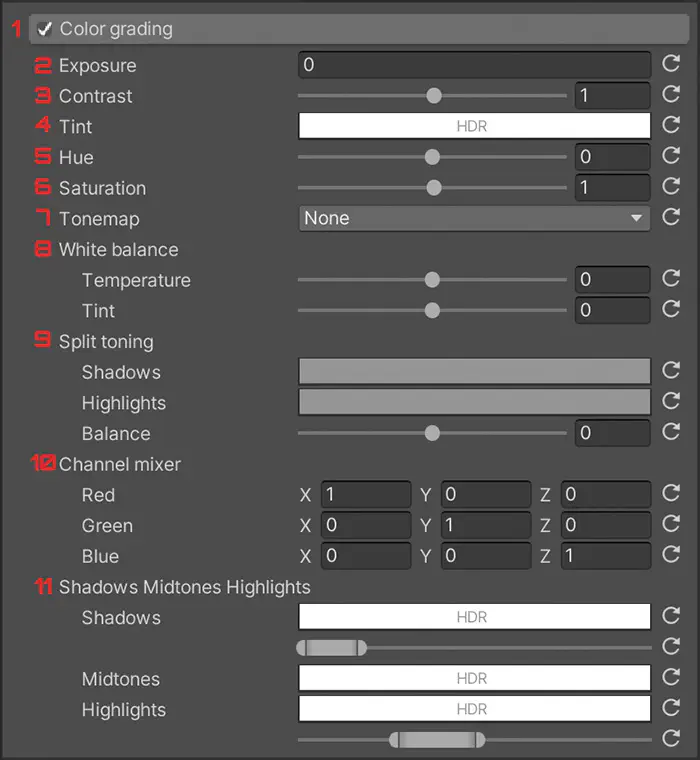 1 Color grading
2 Exposure 0
3 Contrast 1
4 Tint HDR
5 Hue 0
6 Saturation 1
7 Tonemap None
8 White balance
Temperature 0
Tint 0
9 Split toning
Shadows
Highlights
Balance 0
10 Channel mixer
Red X 1 Y 0 Z 0
Green X 0 Y 1 Z 0
Blue X 0 Y 0 Z 1
11 Shadows Midtones Highlights
Shadows HDR
Midtones HDR
Highlights HDR